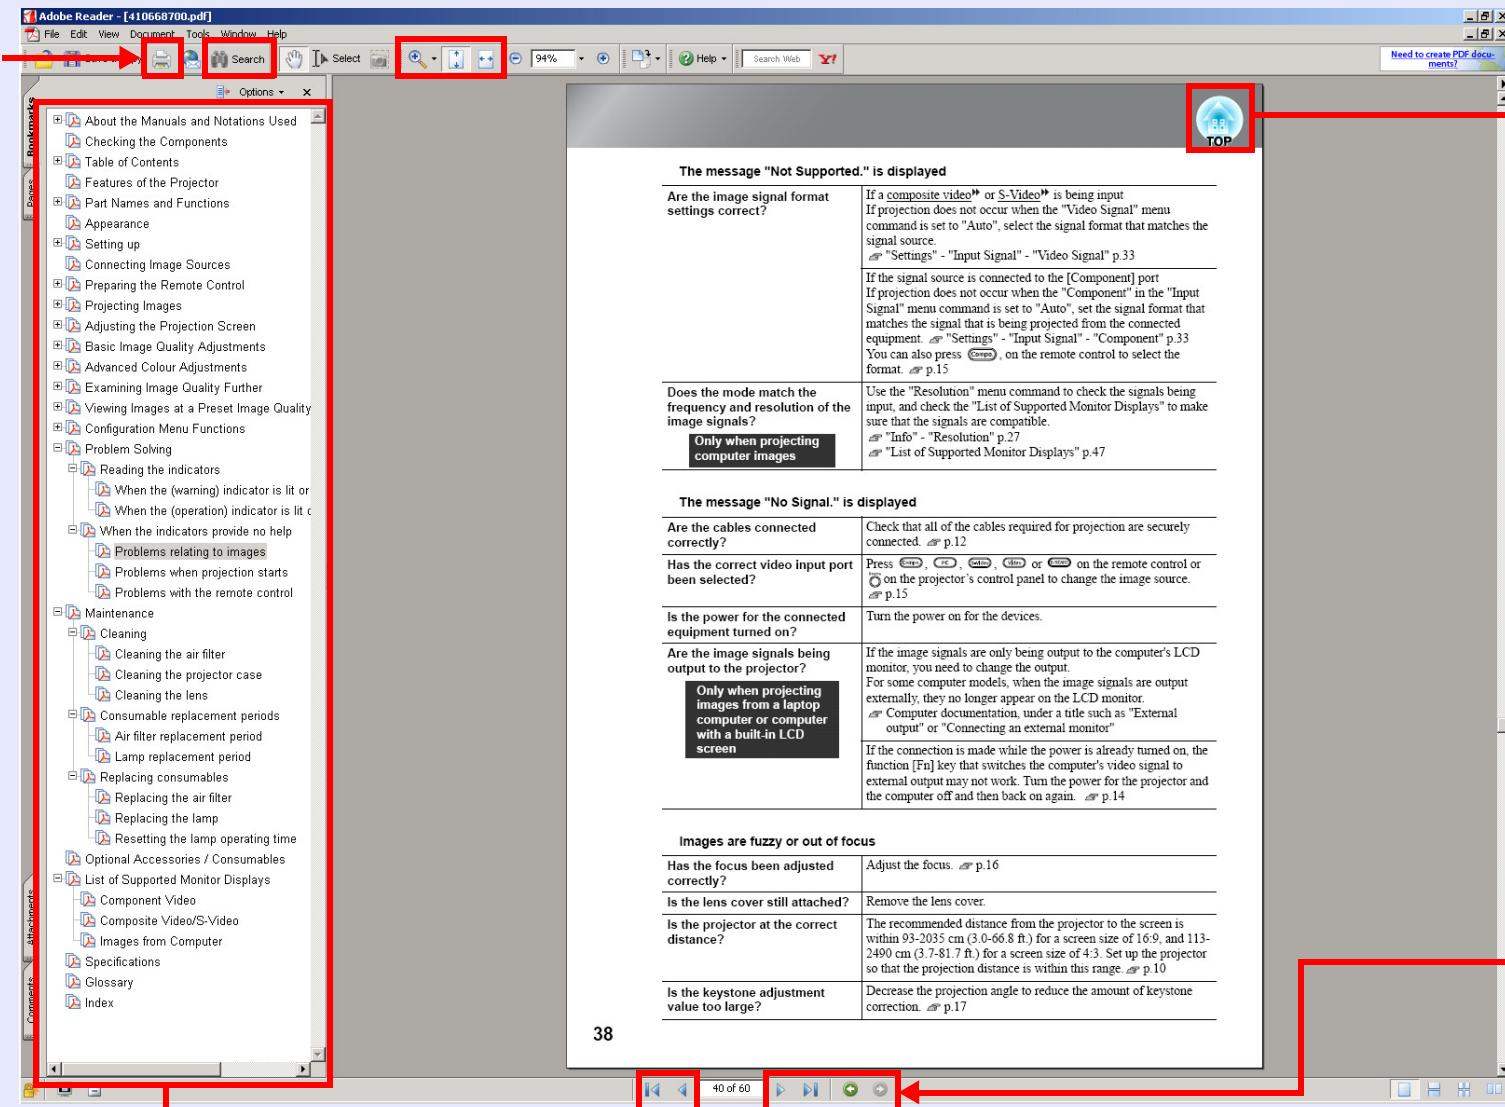 Adobe Reader - [410668700.pdf]
File Edit View Document Tools Window Help
Search
Select
94%
Help
Search Web
Y!
Need to create PDF docu-
ments?
Options
Bookmarks
Pages
Attachments
Comments
About the Manuals and Notations Used
Checking the Components
Table of Contents
Features of the Projector
Part Names and Functions
Appearance
Setting up
Connecting Image Sources
Preparing the Remote Control
Projecting Images
Adjusting the Projection Screen
Basic Image Quality Adjustments
Advanced Colour Adjustments
Examining Image Quality Further
Viewing Images at a Preset Image Quality
Configuration Menu Functions
Problem Solving
Reading the indicators
When the (warning) indicator is lit or
When the (operation) indicator is lit
When the indicators provide no help
Problems relating to images
Problems when projection starts
Problems with the remote control
Maintenance
Cleaning
Cleaning the air filter
Cleaning the projector case
Cleaning the lens
Consumable replacement periods
Air filter replacement period
Lamp replacement period
Replacing consumables
Replacing the air filter
Replacing the lamp
Resetting the lamp operating time
Optional Accessories / Consumables
List of Supported Monitor Displays
Component Video
Composite Video/S-Video
Images from Computer
Specifications
Glossary
Index
TOP
The message "Not Supported." is displayed
Are the image signal format
settings correct?
If a composite video or S-Video is being input
If projection does not occur when the "Video Signal" menu
command is set to "Auto", select the signal format that matches the
signal source.
☞ "Settings" - "Input Signal" - "Video Signal" p.33
If the signal source is connected to the [Component] port
If projection does not occur when the "Component" in the "Input
Signal" menu command is set to "Auto", set the signal format that
matches the signal that is being projected from the connected
equipment. ☞ "Settings" - "Input Signal" - "Component" p.33
You can also press (Compo.), on the remote control to select the
format. ☞ p.15
Does the mode match the
frequency and resolution of the
image signals?
Only when projecting
computer images
Use the "Resolution" menu command to check the signals being
input, and check the "List of Supported Monitor Displays" to make
sure that the signals are compatible.
☞ "Info" - "Resolution" p.27
☞ "List of Supported Monitor Displays" p.47
The message "No Signal." is displayed
Are the cables connected
correctly?
Check that all of the cables required for projection are securely
connected. ☞ p.12
Has the correct video input port
been selected?
Press , PC, , Video or on the remote control or
on the projector's control panel to change the image source.
☞ p.15
Is the power for the connected
equipment turned on?
Turn the power on for the devices.
Are the image signals being
output to the projector?
Only when projecting
images from a laptop
computer or computer
with a built-in LCD
screen
If the image signals are only being output to the computer's LCD
monitor, you need to change the output.
For some computer models, when the image signals are output
externally, they no longer appear on the LCD monitor.
☞ Computer documentation, under a title such as "External
output" or "Connecting an external monitor"
If the connection is made while the power is already turned on, the
function [Fn] key that switches the computer's video signal to
external output may not work. Turn the power for the projector and
the computer off and then back on again. ☞ p.14
Images are fuzzy or out of focus
Has the focus been adjusted
correctly?
Adjust the focus. ☞ p.16
Is the lens cover still attached?
Remove the lens cover.
Is the projector at the correct
distance?
The recommended distance from the projector to the screen is
within 93-2035 cm (3.0-66.8 ft.) for a screen size of 16:9, and 113-
2490 cm (3.7-81.7 ft.) for a screen size of 4:3. Set up the projector
so that the projection distance is within this range. ☞ p.10
Is the keystone adjustment
value too large?
Decrease the projection angle to reduce the amount of keystone
correction. ☞ p.17
38
40 of 60